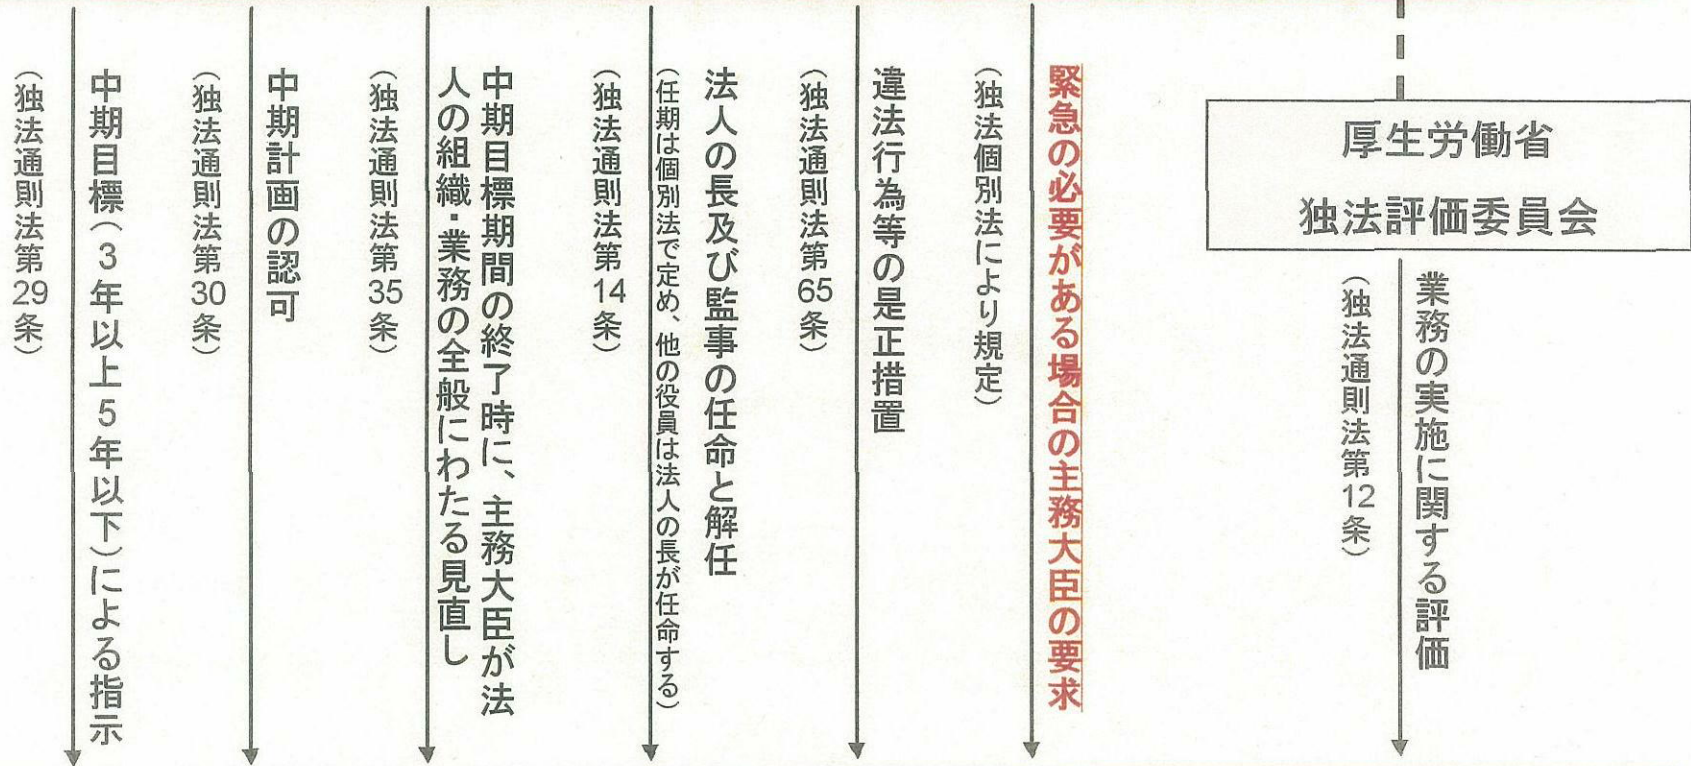 厚生労働省
独法評価委員会
業務の実施に関する評価
（独法通則法第12条）
緊急の必要がある場合の主務大臣の要求
（独法個別法により規定）
違法行為等の是正措置
（独法通則法第65条）
法人の長及び監事の任命と解任
（任期は個別法で定め、他の役員は法人の長が任命する）
（独法通則法第14条）
中期目標期間の終了時に、主務大臣が法
人の組織・業務の全般にわたる見直し
（独法通則法第35条）
中期計画の認可
（独法通則法第30条）
中期目標（３年以上５年以下）による指示
（独法通則法第29条）